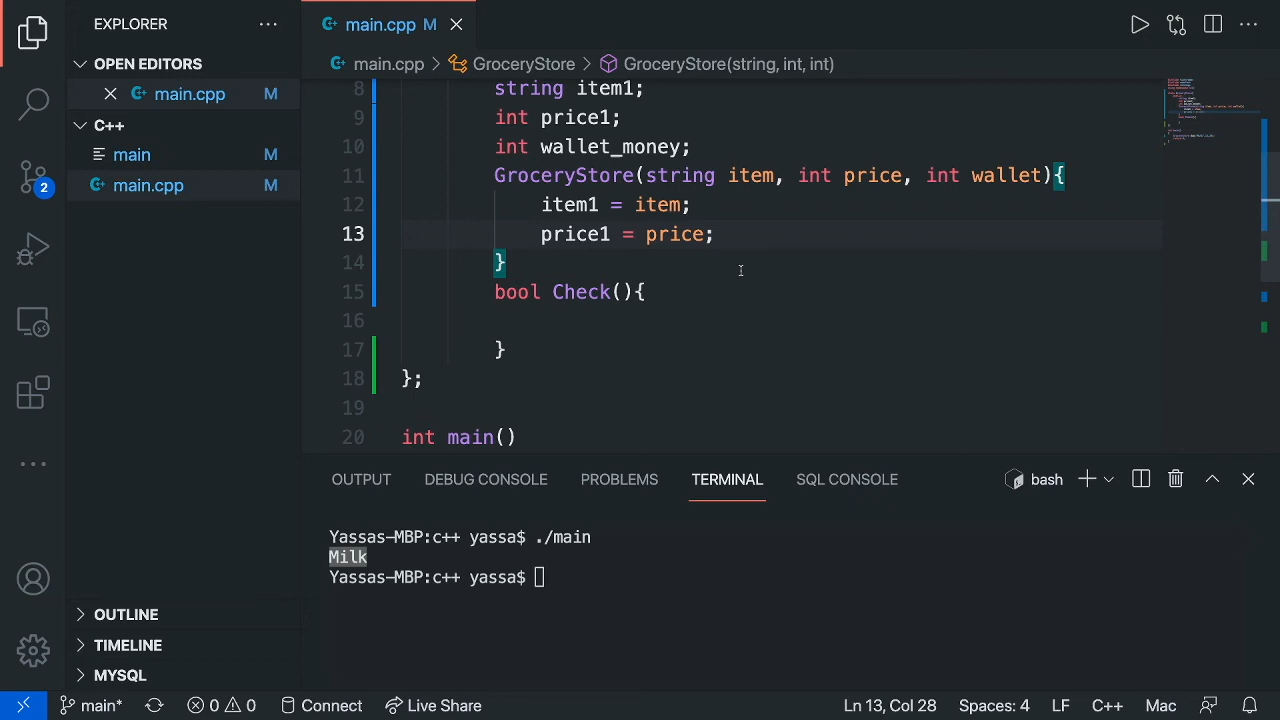 EXPLORER
OPEN EDITORS
main.cpp M
C++
main M
main.cpp M
2
OUTLINE
TIMELINE
MYSQL
main.cpp M
main.cpp > GroceryStore > GroceryStore(string, int, int)
8 string item1;
9 int price1;
10 int wallet_money;
11 GroceryStore(string item, int price, int wallet){
12 item1 = item;
13 price1 = price;
14 }
15 bool Check(){
16
17 }
18 };
19
20 int main()
OUTPUT DEBUG CONSOLE PROBLEMS TERMINAL SQL CONSOLE bash
Yassas-MBP:c++ yassa$ ./main
Milk
Yassas-MBP:c++ yassa$
main* 0 0 Connect Live Share Ln 13, Col 28 Spaces: 4 LF C++ Mac